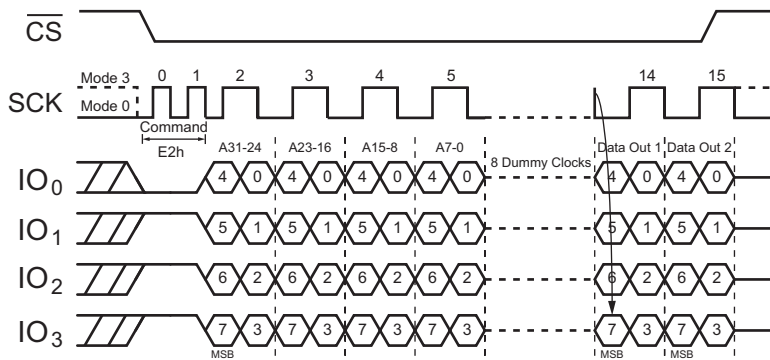 CS
Mode 3 0 1 2 3 4 5 14 15
SCK Mode 0
Command
E2h
A31-24 A23-16 A15-8 A7-0 8 Dummy Clocks Data Out 1 Data Out 2
IO0 4 0 4 0 4 0 4 0 4 0 4 0
IO1 5 1 5 1 5 1 5 1 5 1 5 1
IO2 6 2 6 2 6 2 6 2 6 2 6 2
IO3 7 3 7 3 7 3 7 3 7 3 7 3
MSB MSB MSB